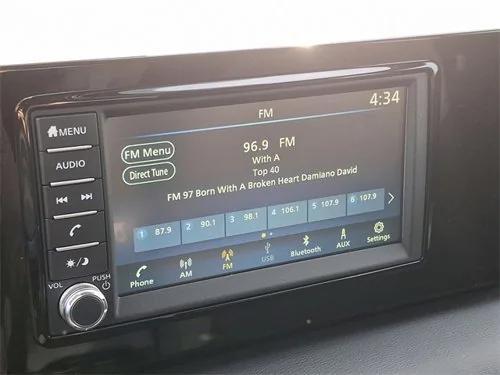 MENU
AUDIO
VOL
PUSH
FM
4:34
FM Menu
Direct Tune
96.9 FM
With A
Top 40
FM 97 Born With A Broken Heart Damiano David
1 87.9
2 90.1
3 98.1
4 106.1
5 107.9
6 107.9
Phone
AM
FM
USB
Bluetooth
AUX
Settings